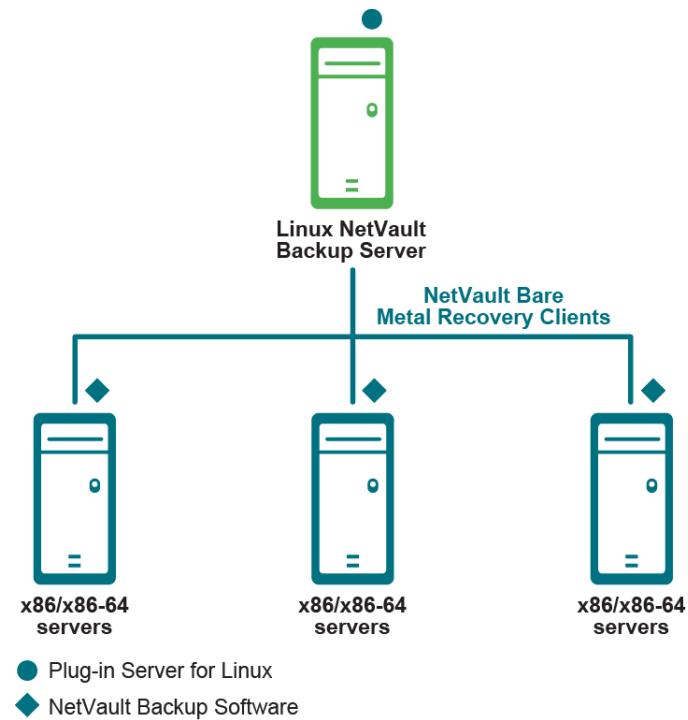 Linux NetVault
Backup Server
NetVault Bare
Metal Recovery Clients
x86/x86-64
servers
x86/x86-64
servers
x86/x86-64
servers
Plug-in Server for Linux
NetVault Backup Software